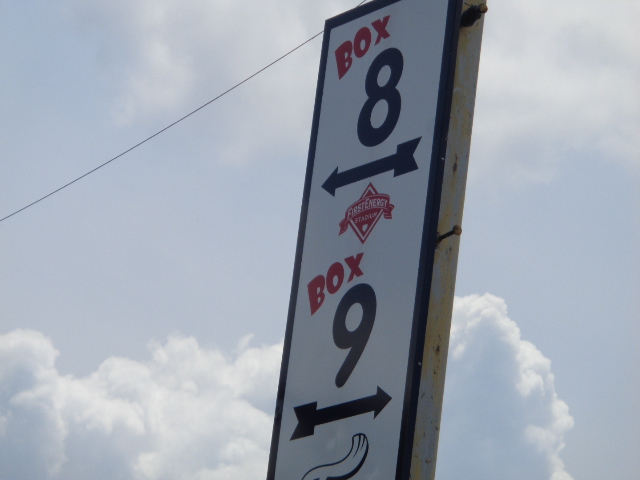 BOX
8
FIRSTENERGY
STADIUM
BOX
9